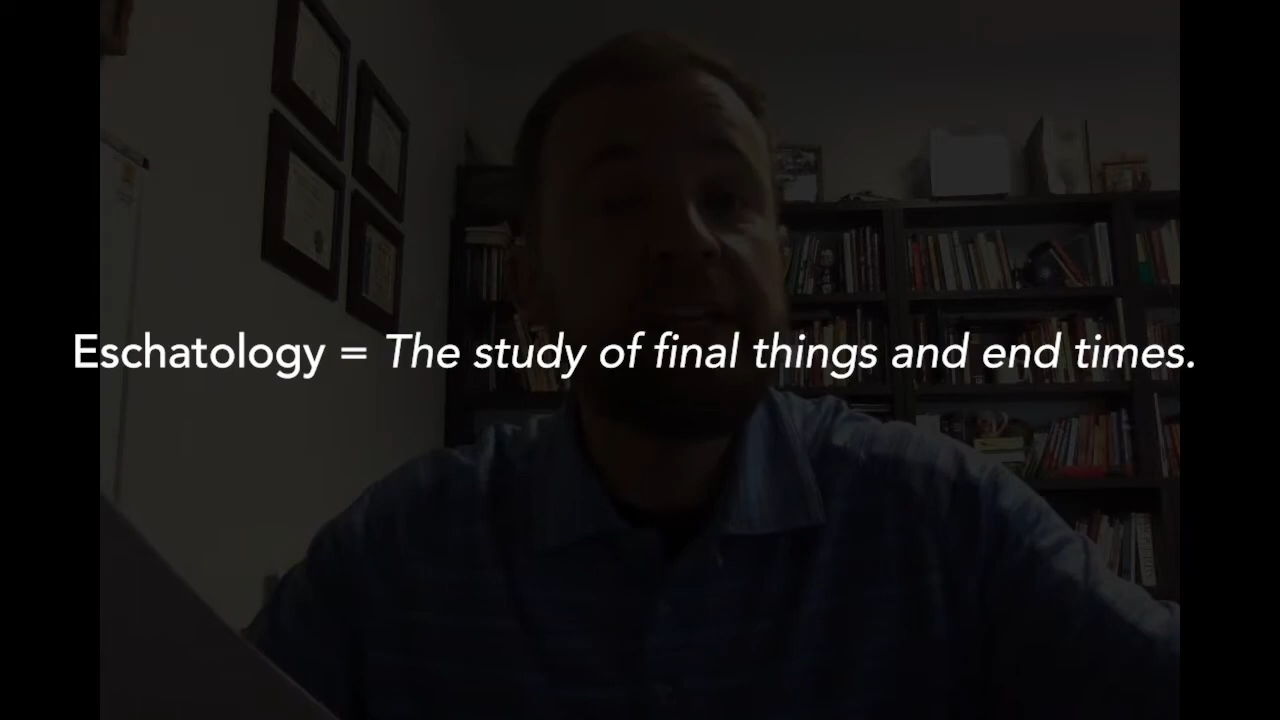 Eschatology = The study of final things and end times.